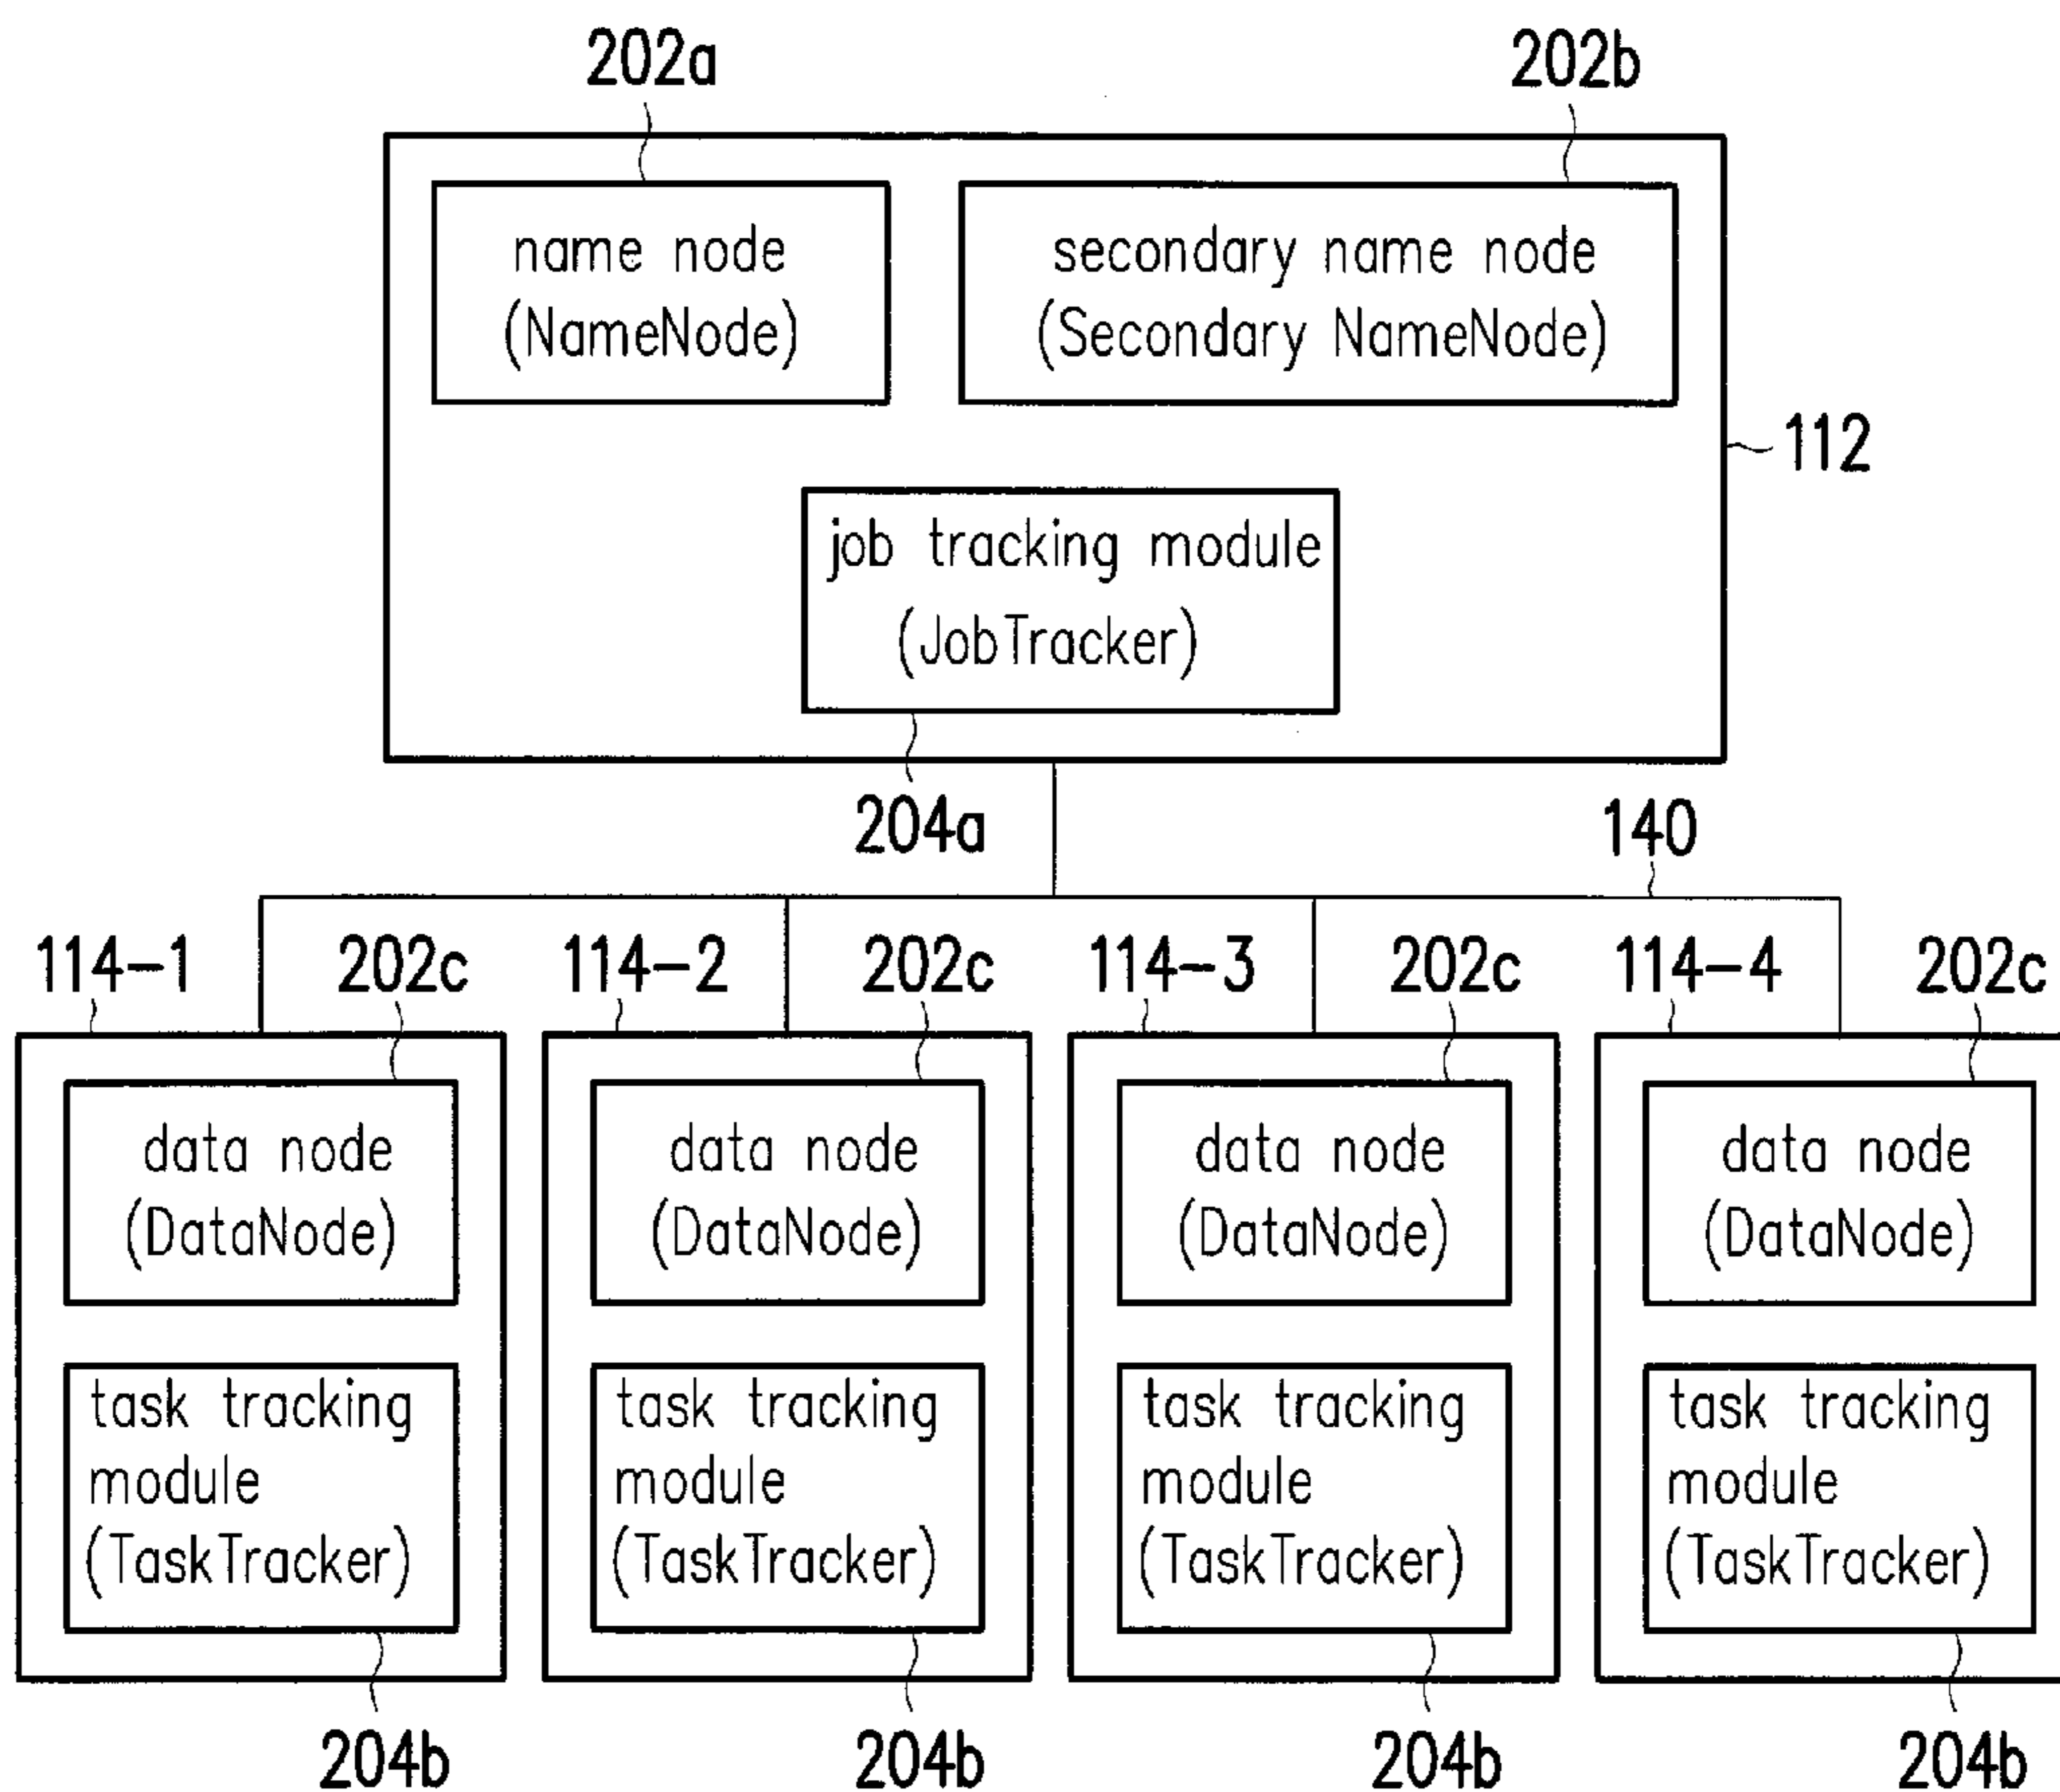 202a
202b
name node
(NameNode)
secondary name node
(Secondary NameNode)
112
job tracking module
(JobTracker)
204a
140
114-1
202c
114-2
202c
114-3
202c
114-4
202c
data node
(DataNode)
data node
(DataNode)
data node
(DataNode)
data node
(DataNode)
task tracking
module
(TaskTracker)
task tracking
module
(TaskTracker)
task tracking
module
(TaskTracker)
task tracking
module
(TaskTracker)
204b
204b
204b
204b